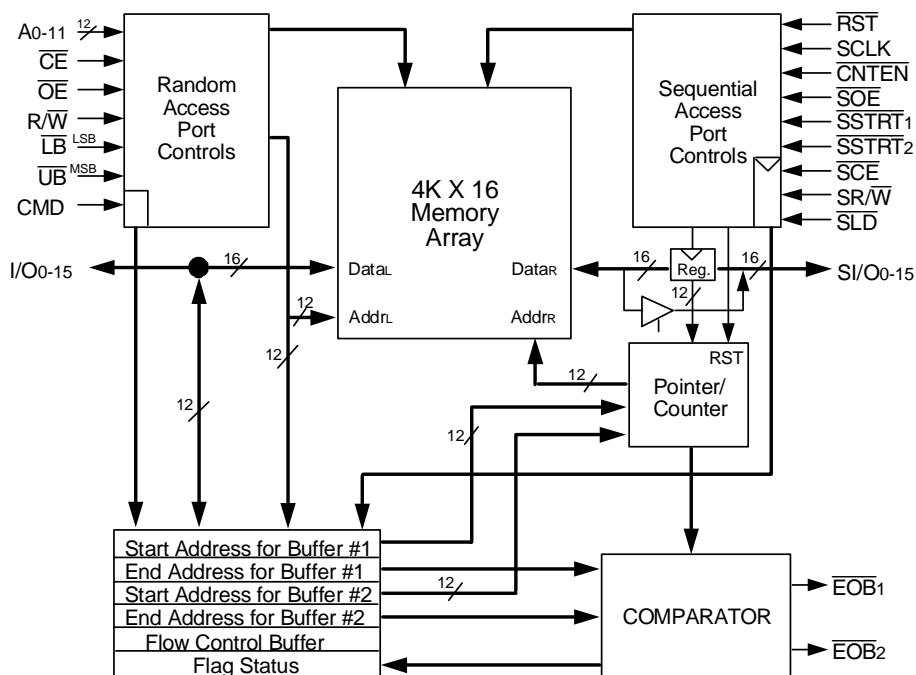 A0-11
12
CE
OE
R/W
LB LSB
UB MSB
CMD
I/O0-15
Random
Access
Port
Controls
4K X 16
Memory
Array
DataL
DataR
AddrL
AddrR
Sequential
Access
Port
Controls
RST
SCLK
CNTEN
SOE
SSTRT1
SSTRT2
SCE
SR/W
SLD
SI/O0-15
16
16
Reg.
16
12
12
12
12
12
RST
Pointer/
Counter
12
12
12
Start Address for Buffer #1
End Address for Buffer #1
Start Address for Buffer #2
End Address for Buffer #2
Flow Control Buffer
Flag Status
COMPARATOR
EOB1
EOB2